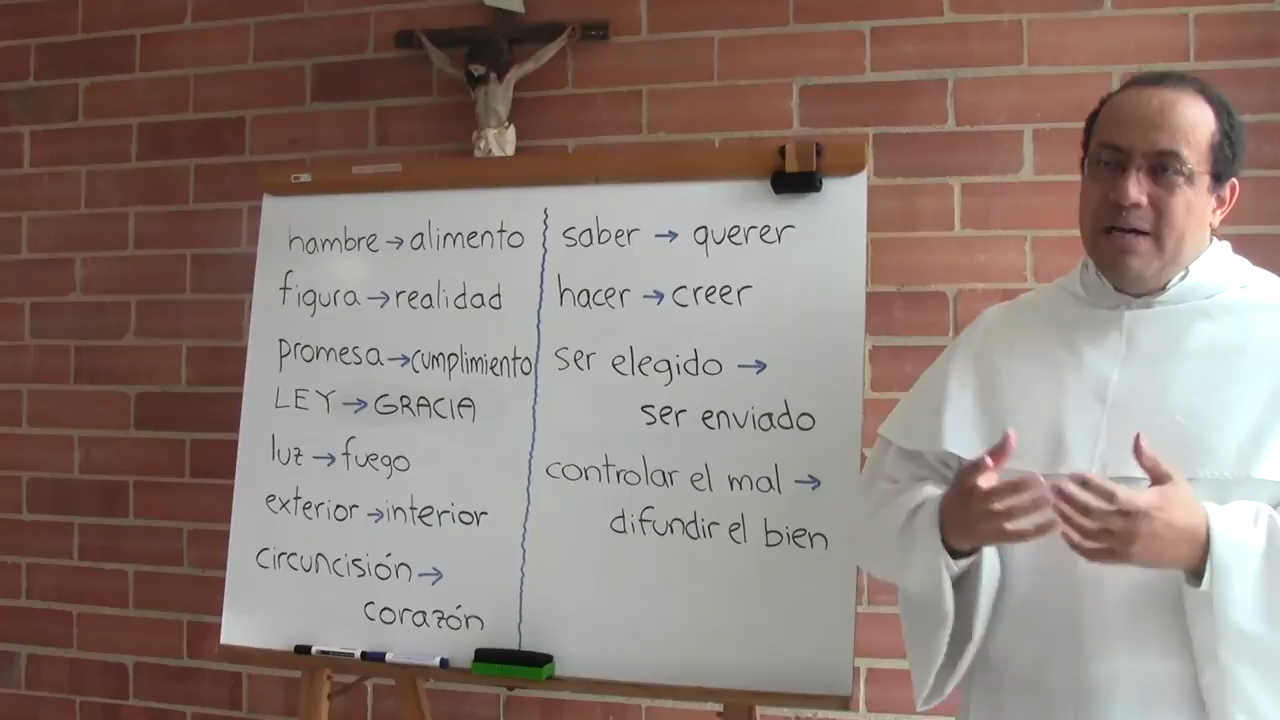 hambre → alimento
figura → realidad
promesa → cumplimiento
LEY → GRACIA
luz → fuego
exterior → interior
circuncisión →
corazón
saber → querer
hacer → creer
ser elegido →
ser enviado
controlar el mal →
difundir el bien